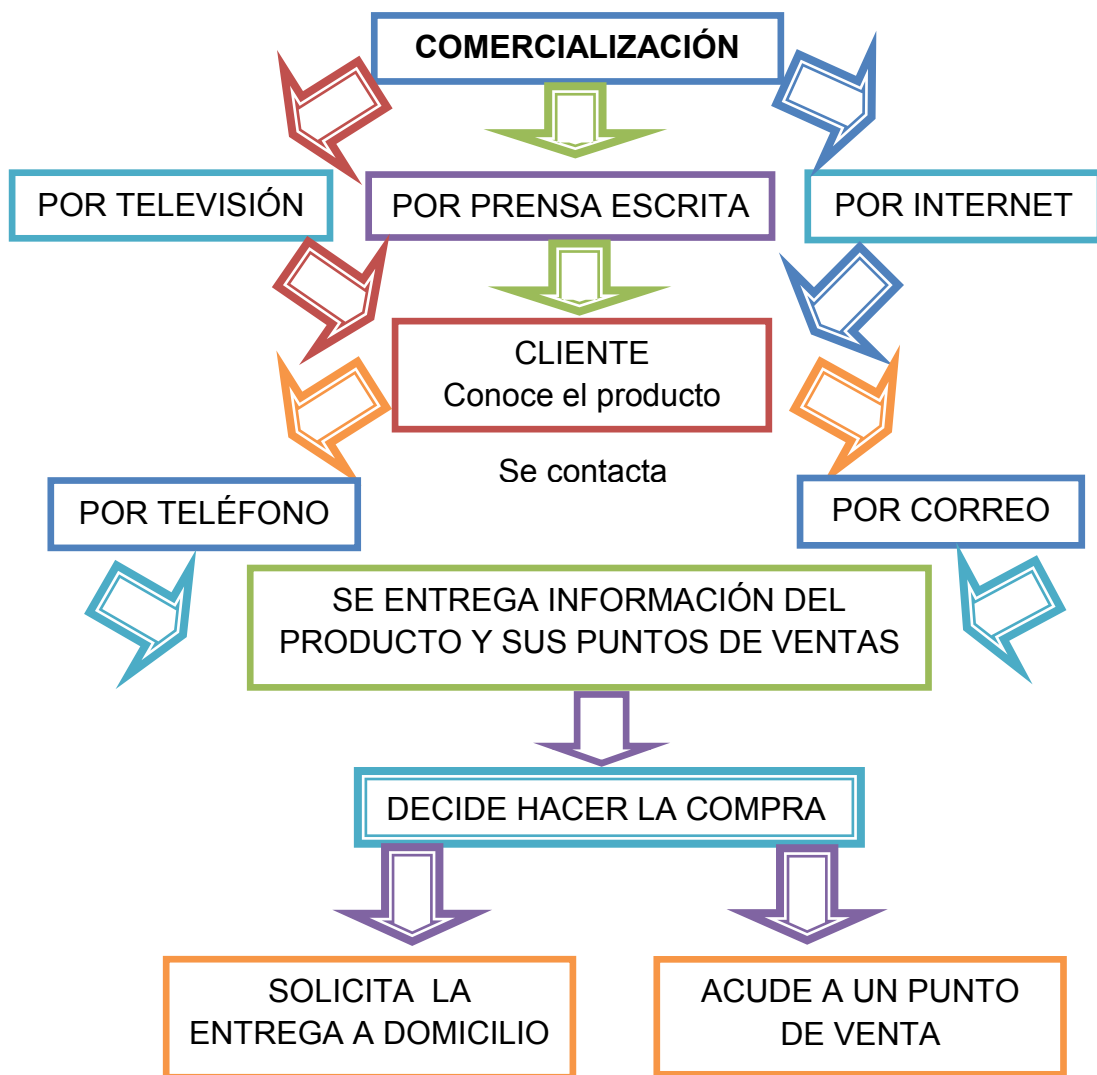 COMERCIALIZACIÓN
POR TELEVISIÓN
POR PRENSA ESCRITA
POR INTERNET
CLIENTE
Conoce el producto
Se contacta
POR TELÉFONO
POR CORREO
SE ENTREGA INFORMACIÓN DEL
PRODUCTO Y SUS PUNTOS DE VENTAS
DECIDE HACER LA COMPRA
SOLICITA LA
ENTREGA A DOMICILIO
ACUDE A UN PUNTO
DE VENTA